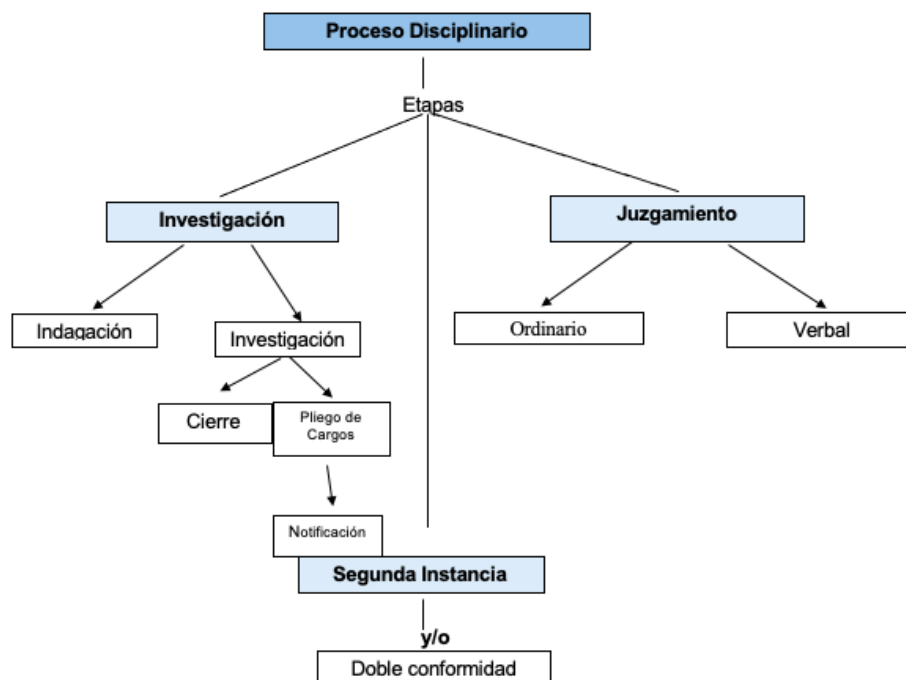 Proceso Disciplinario
Etapas
Investigación
Juzgamiento
Indagación
Investigación
Ordinario
Verbal
Cierre
Pliego de
Cargos
Notificación
Segunda Instancia
y/o
Doble conformidad